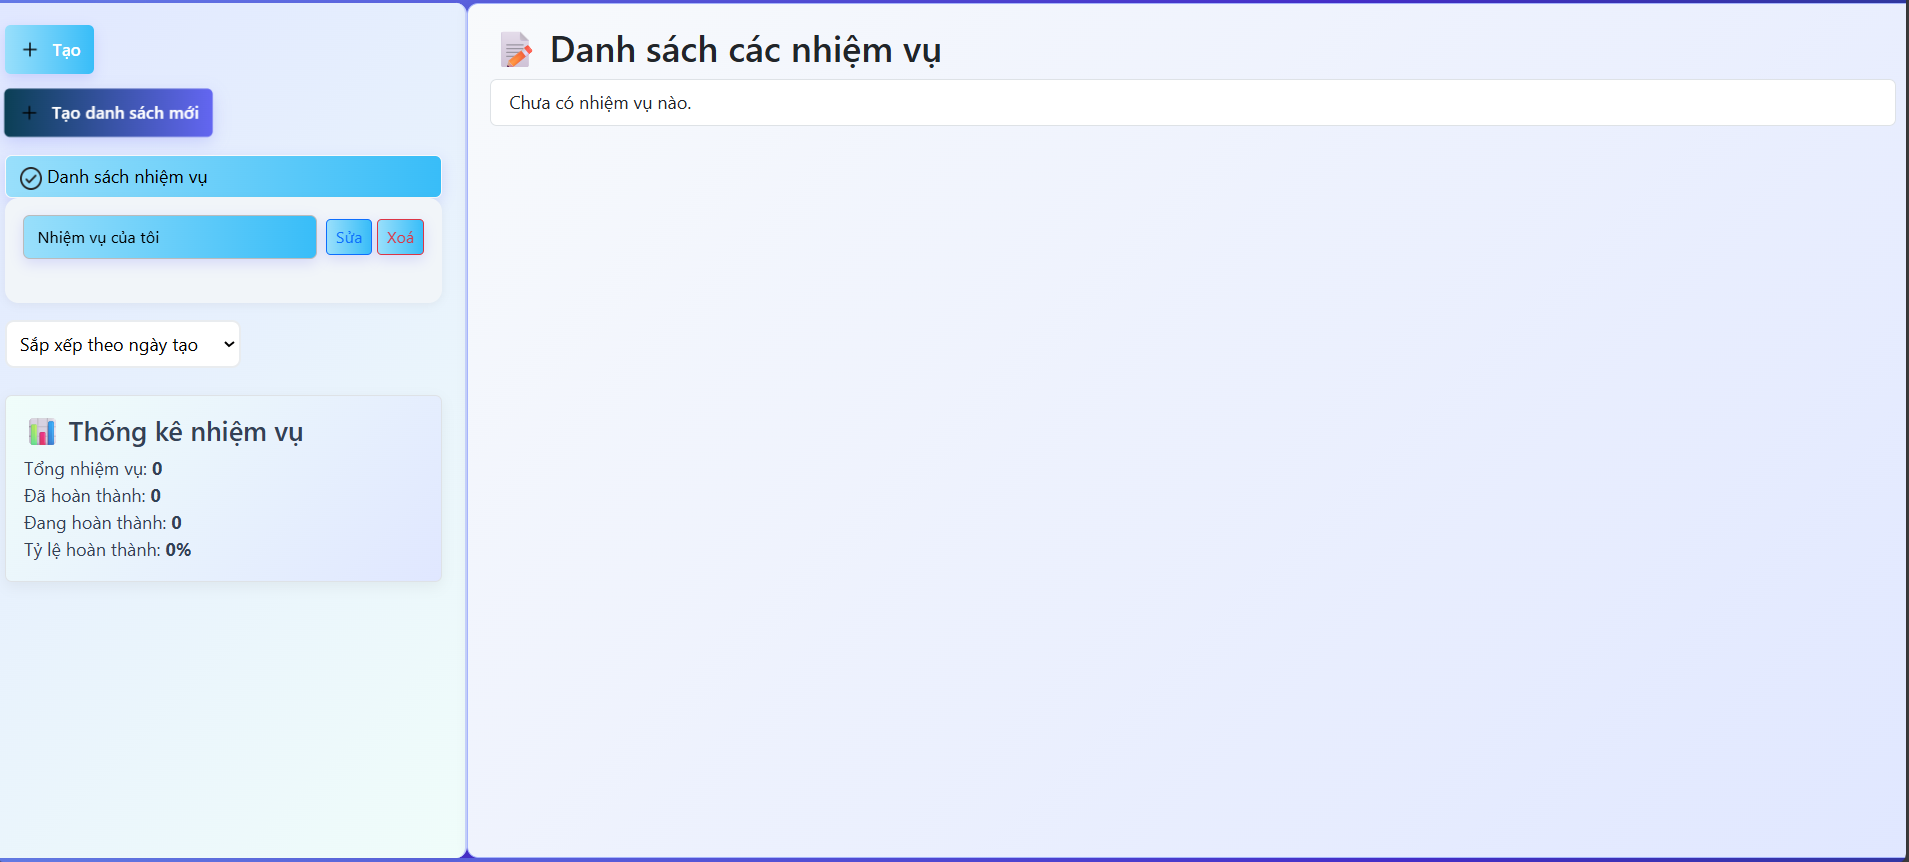 Tạo
Tạo danh sách mới
Danh sách nhiệm vụ
Nhiệm vụ của tôi
Sửa
Xoá
Sắp xếp theo ngày tạo
Thống kê nhiệm vụ
Tổng nhiệm vụ: 0
Đã hoàn thành: 0
Đang hoàn thành: 0
Tỷ lệ hoàn thành: 0%
Danh sách các nhiệm vụ
Chưa có nhiệm vụ nào.